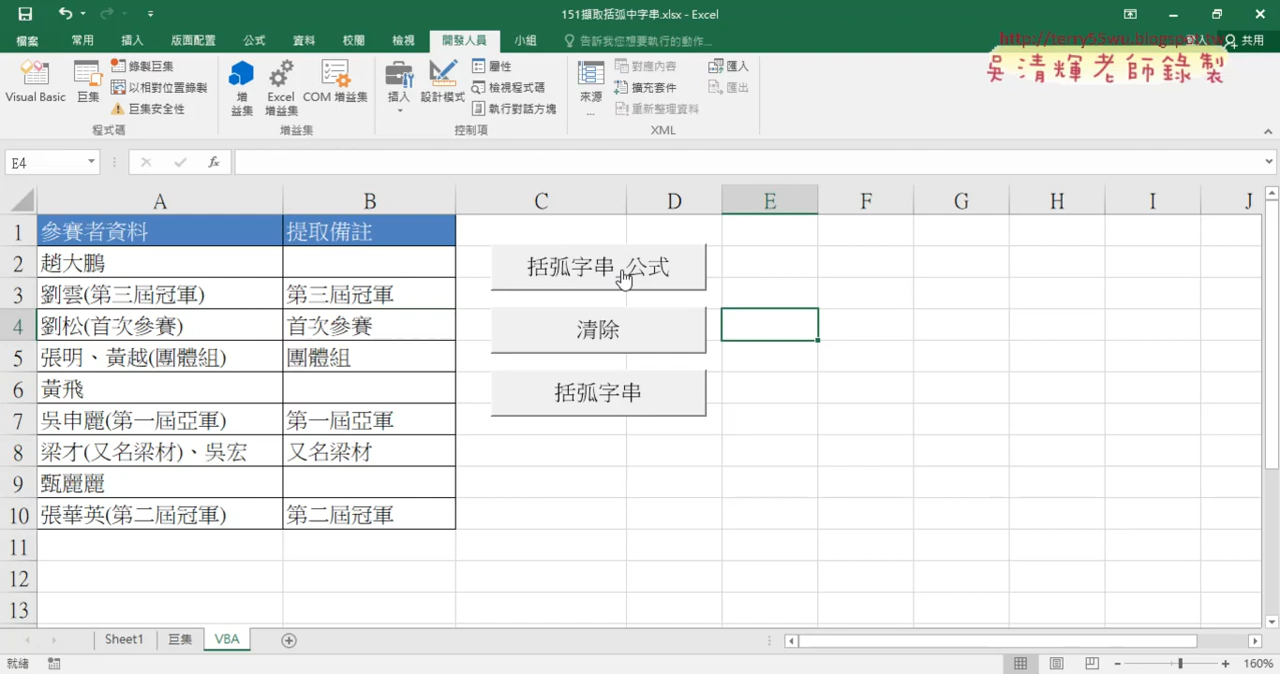 151擷取括弧中字串.xlsx - Excel
檔案 常用 插入 版面配置 公式 資料 校閱 檢視 開發人員 小組 告訴我您想要執行的動作... 共用
http://terry55wu.blogspot.tw
吳清輝老師錄製
Visual Basic 巨集 錄製巨集 以相對位置錄製 巨集安全性
增益集 Excel 增益集 COM 增益集
插入 設計模式 屬性 檢視程式碼 執行對話方塊
來源... 對應內容 擴充套件 重新整理資料 匯入 匯出
程式碼 增益集 控制項 XML
E4 fx
A B C D E F G H I J
1 參賽者資料 提取備註
2 趙大鵬
3 劉雲(第三屆冠軍) 第三屆冠軍
4 劉松(首次參賽) 首次參賽
5 張明、黃越(團體組) 團體組
6 黃飛
7 吳申麗(第一屆亞軍) 第一屆亞軍
8 梁才(又名梁材)、吳宏 又名梁材
9 甄麗麗
10 張華英(第二屆冠軍) 第二屆冠軍
11
12
13
括弧字串 公式
清除
括弧字串
Sheet1 巨集 VBA
就緒 160%